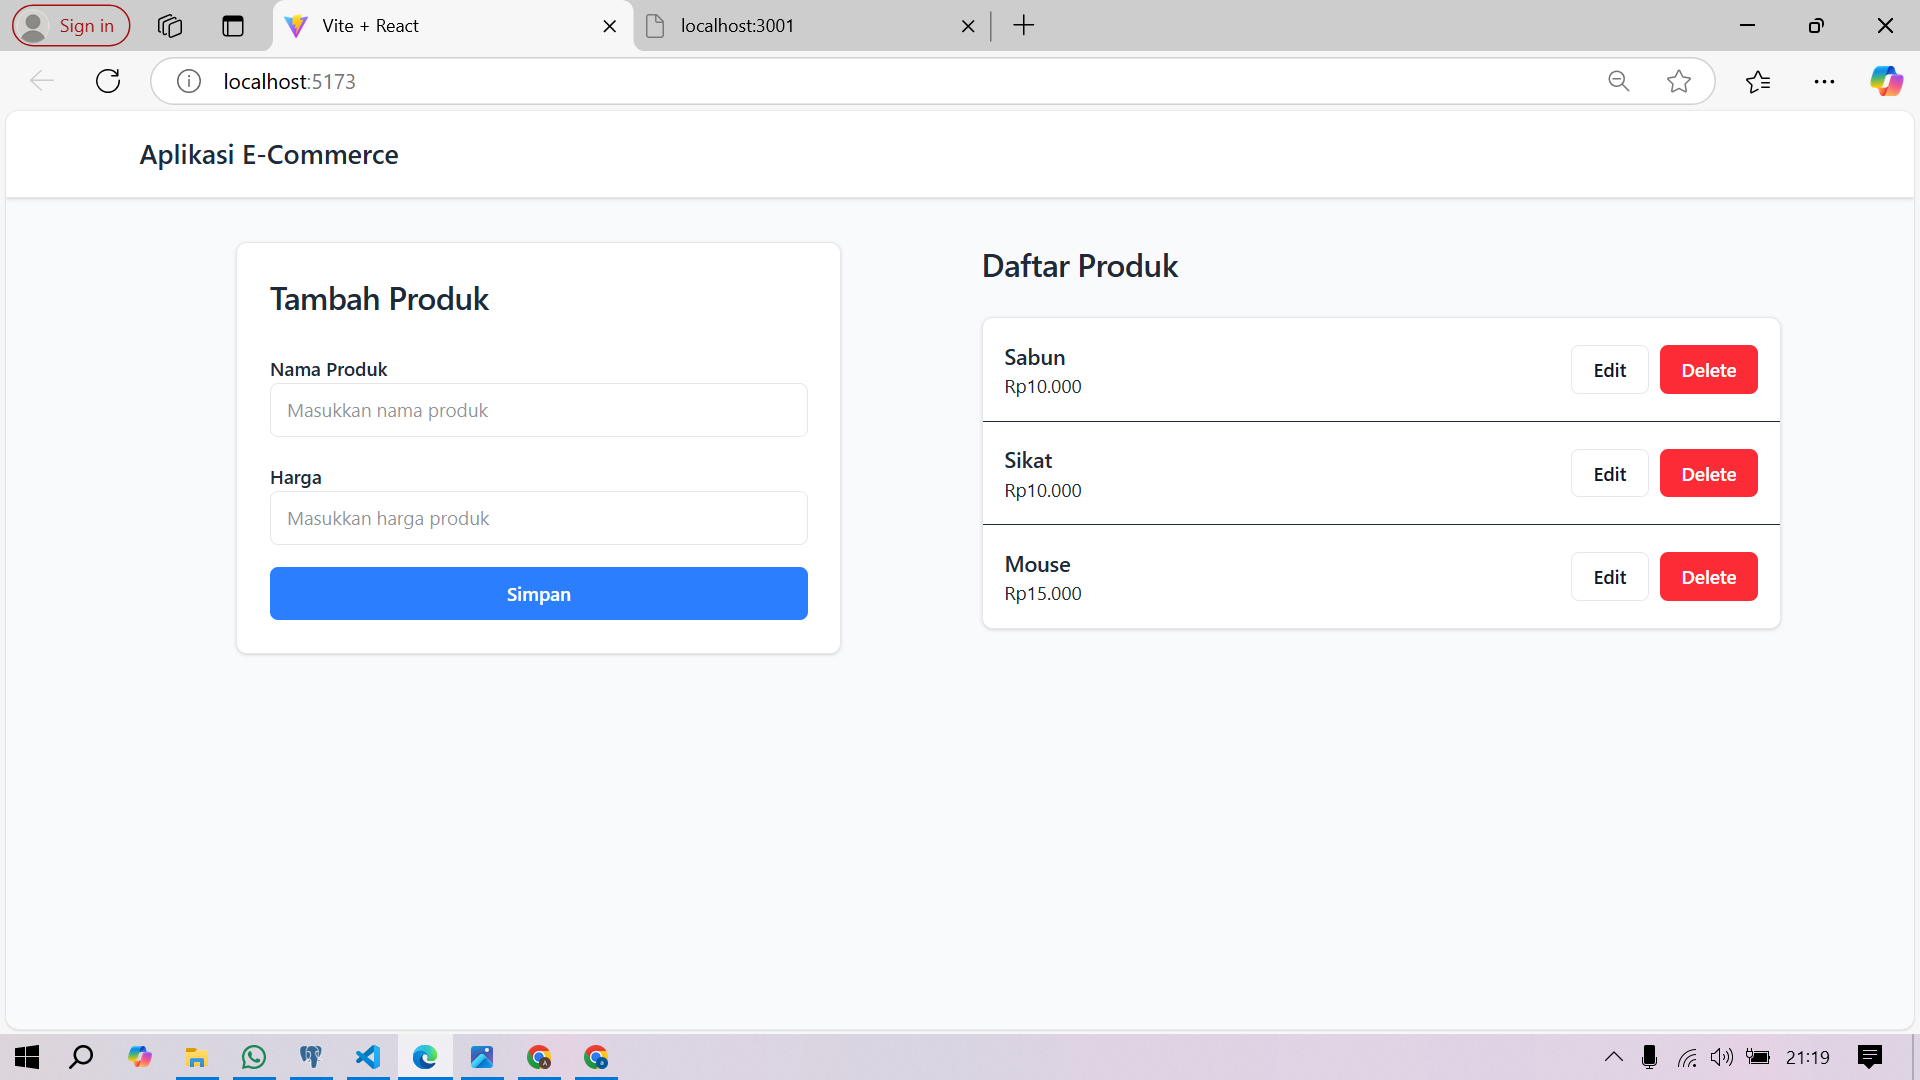 Sign in
Vite + React
localhost:3001
localhost:5173
Aplikasi E-Commerce
Tambah Produk
Nama Produk
Masukkan nama produk
Harga
Masukkan harga produk
Simpan
Daftar Produk
Sabun
Rp10.000
Edit
Delete
Sikat
Rp10.000
Edit
Delete
Mouse
Rp15.000
Edit
Delete
21:19